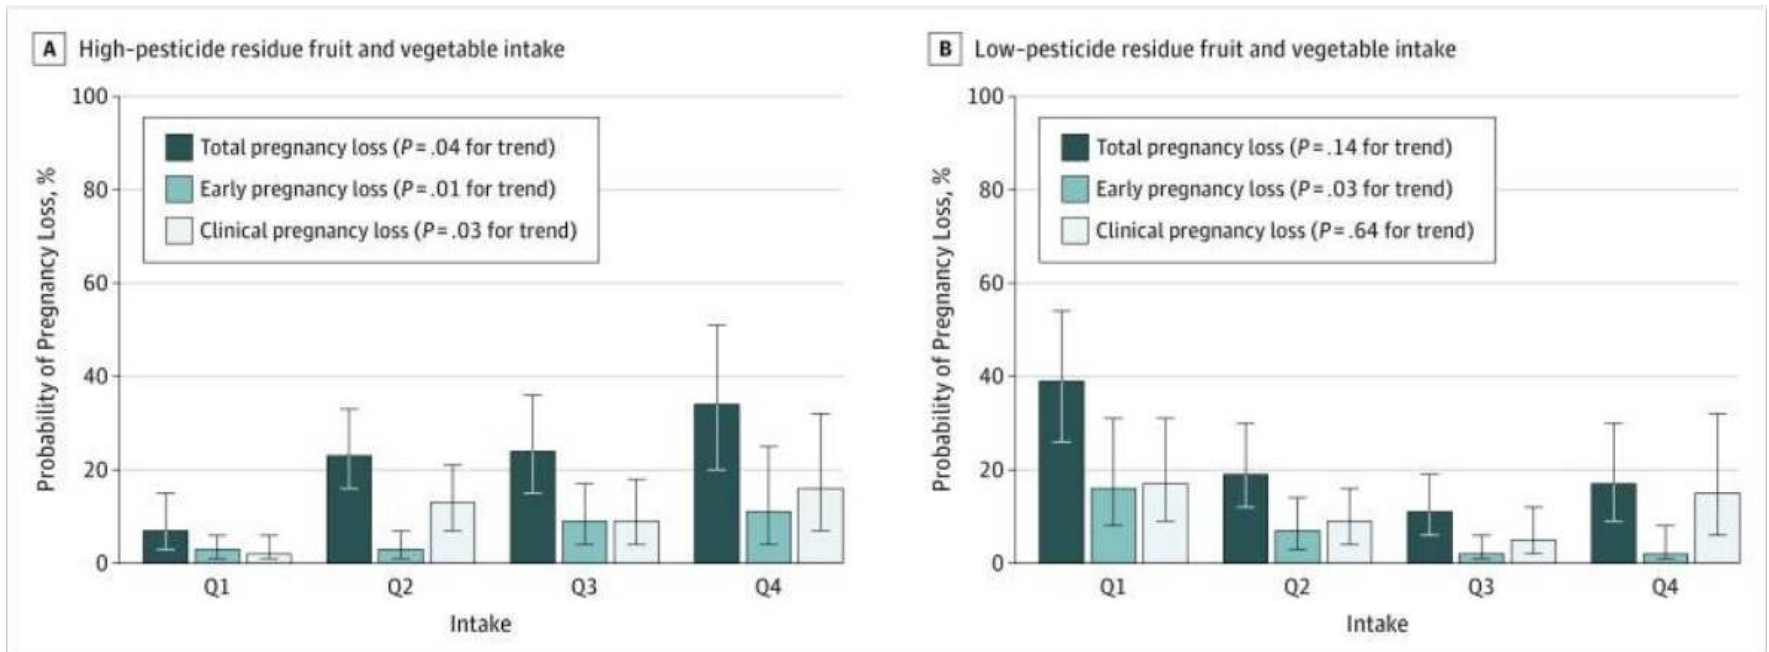 A High-pesticide residue fruit and vegetable intake
100
80
60
40
20
0
Probability of Pregnancy Loss, %
Total pregnancy loss (P = .04 for trend)
Early pregnancy loss (P = .01 for trend)
Clinical pregnancy loss (P = .03 for trend)
Q1 Q2 Q3 Q4
Intake
B Low-pesticide residue fruit and vegetable intake
100
80
60
40
20
0
Probability of Pregnancy Loss, %
Total pregnancy loss (P = .14 for trend)
Early pregnancy loss (P = .03 for trend)
Clinical pregnancy loss (P = .64 for trend)
Q1 Q2 Q3 Q4
Intake